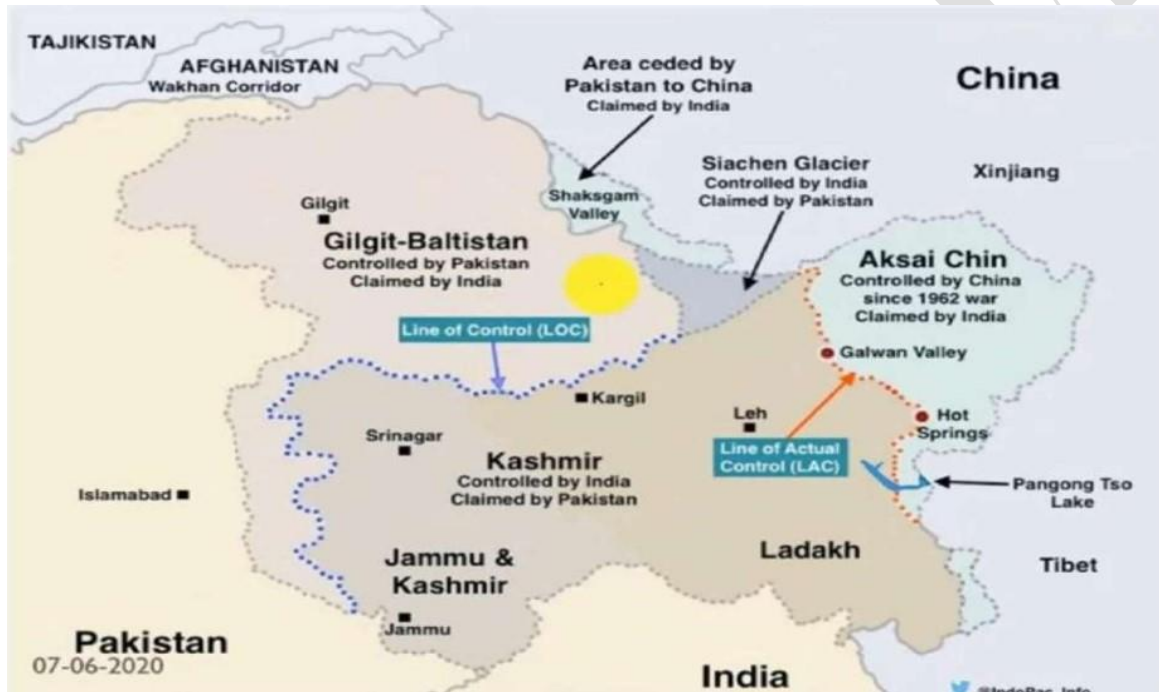 TAJIKISTAN
AFGHANISTAN
Wakhan Corridor
Area ceded by
Pakistan to China
Claimed by India
China
Siachen Glacier
Controlled by India
Claimed by Pakistan
Xinjiang
Shaksgam
Valley
Gilgit
Gilgit-Baltistan
Controlled by Pakistan
Claimed by India
Aksai Chin
Controlled by China
since 1962 war
Claimed by India
Line of Control (LOC)
Galwan Valley
Kargil
Leh
Hot
Springs
Srinagar
Line of Actual
Control (LAC)
Kashmir
Controlled by India
Claimed by Pakistan
Islamabad
Pangong Tso
Lake
Jammu &
Kashmir
Ladakh
Tibet
Jammu
Pakistan
07-06-2020
India